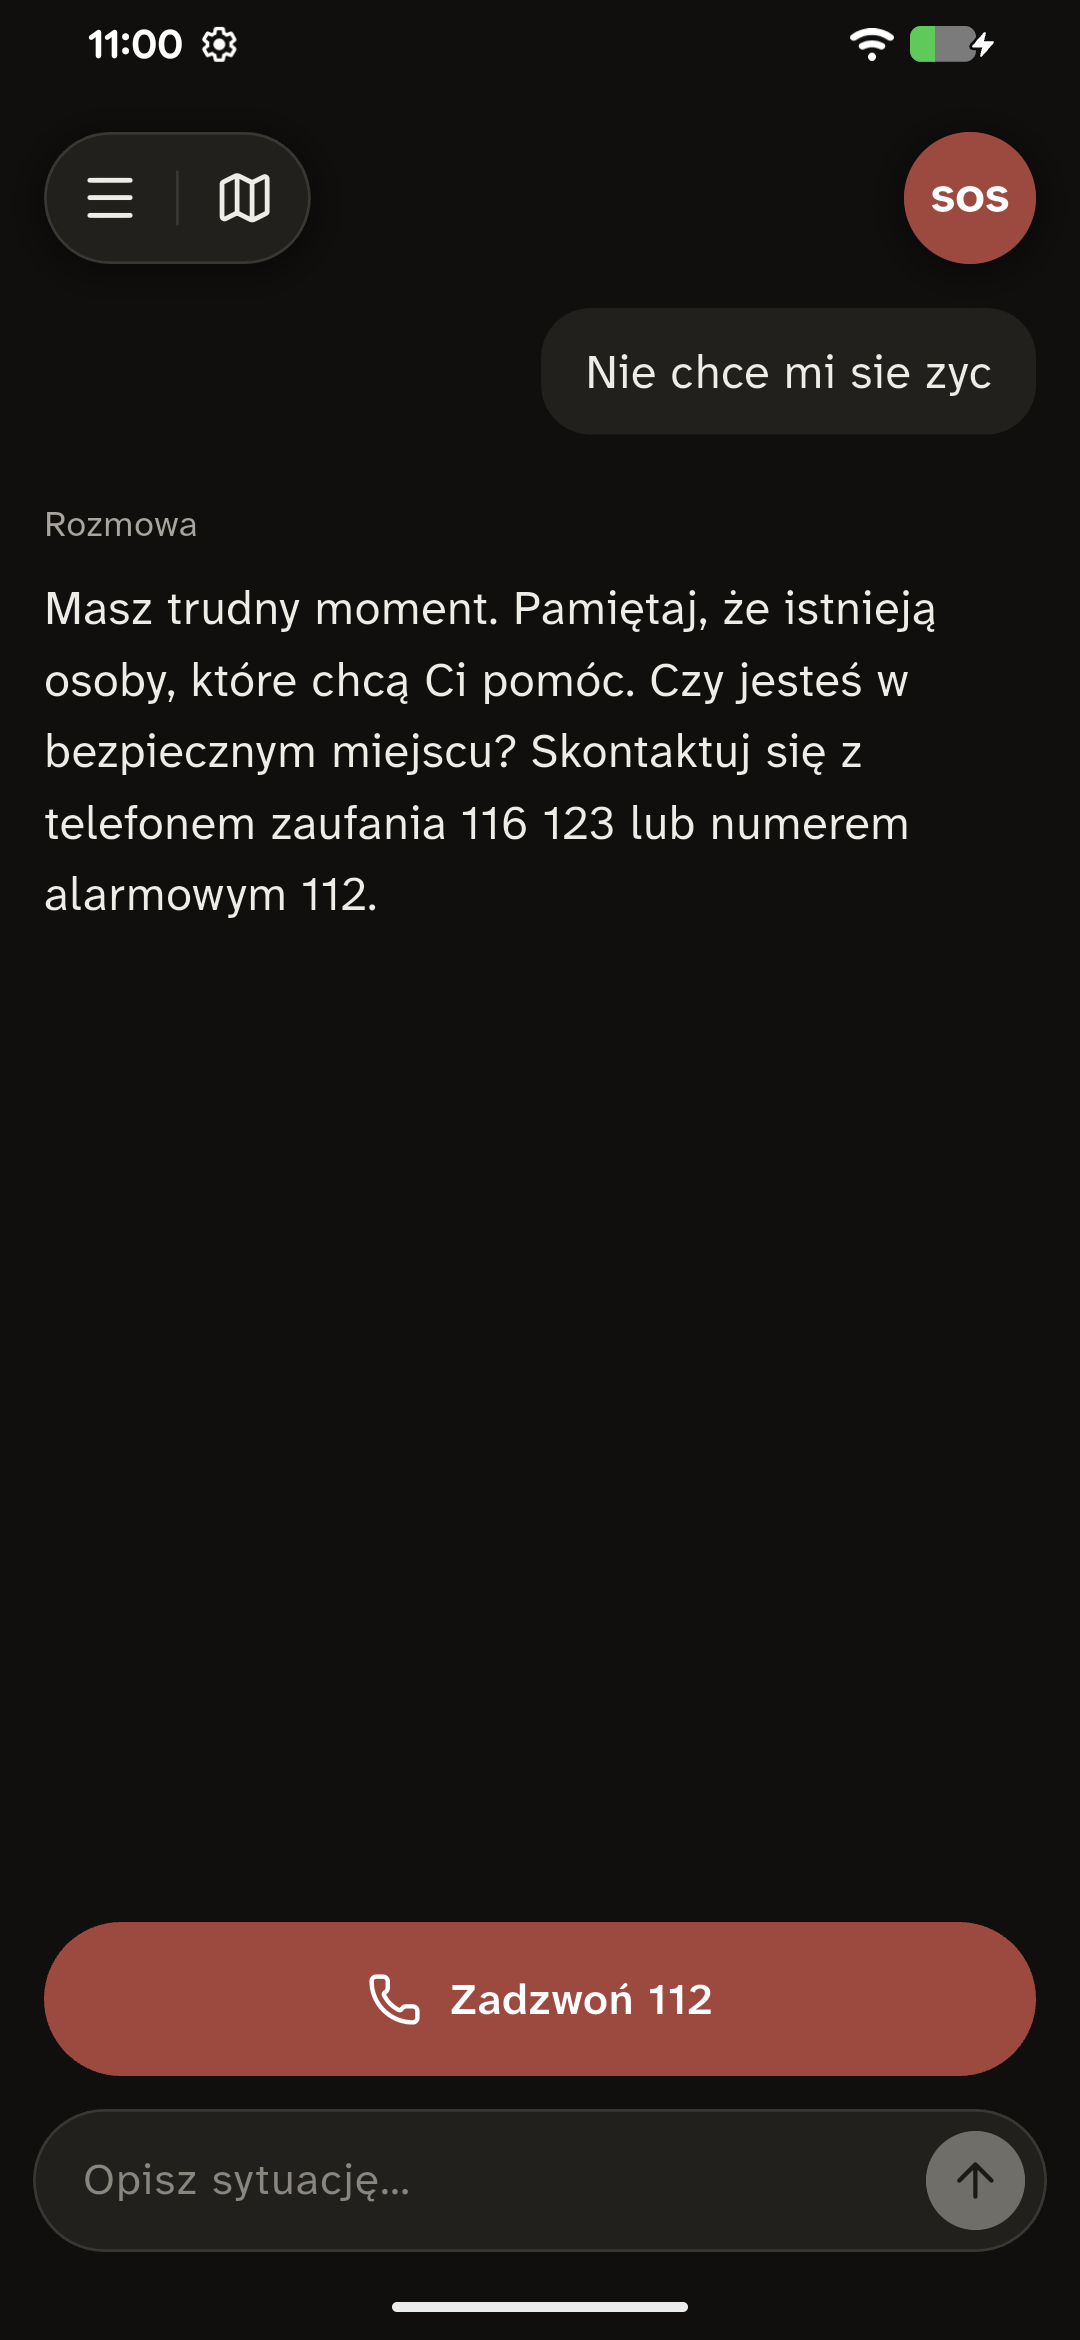 11:00
sos
Nie chce mi sie zyc
Rozmowa
Masz trudny moment. Pamiętaj, że istnieją
osoby, które chcą Ci pomóc. Czy jesteś w
bezpiecznym miejscu? Skontaktuj się z
telefonem zaufania 116 123 lub numerem
alarmowym 112.
Zadzwoń 112
Opisz sytuację...